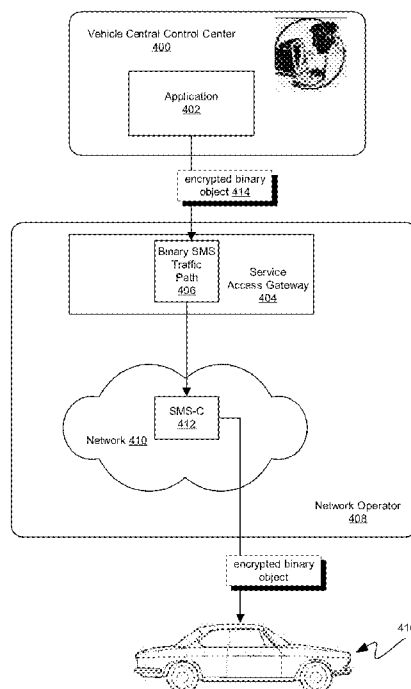 Vehicle Central Control Center
400
Application
402
encrypted binary
object 414
Binary SMS
Traffic
Path
406
Service
Access Gateway
404
SMS-C
412
Network 410
Network Operator
408
encrypted binary
object